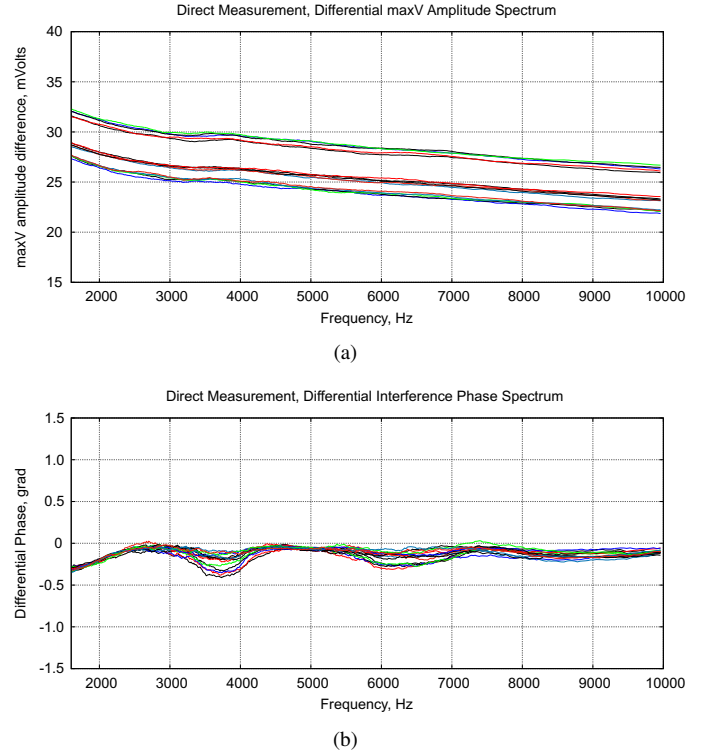 Direct Measurement, Differential maxV Amplitude Spectrum
maxV amplitude difference, mVolts
40
35
30
25
20
15
2000 3000 4000 5000 6000 7000 8000 9000 10000
Frequency, Hz
(a)
Direct Measurement, Differential Interference Phase Spectrum
Differential Phase, grad
1.5
1.0
0.5
0
-0.5
-1.0
-1.5
2000 3000 4000 5000 6000 7000 8000 9000 10000
Frequency, Hz
(b)